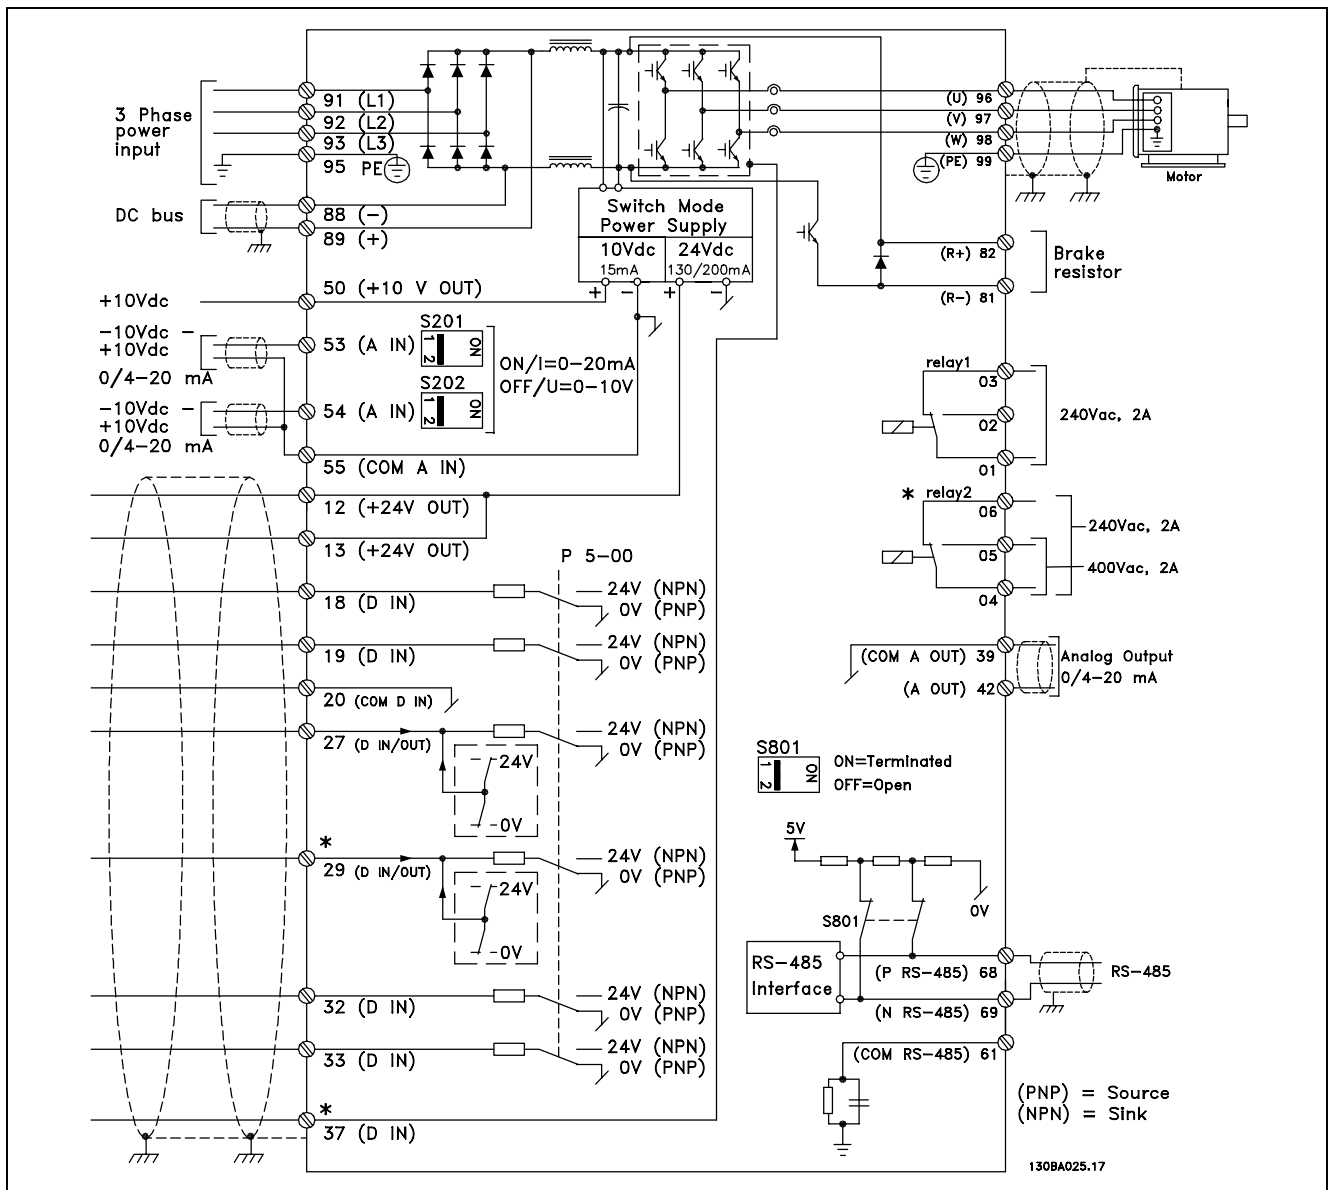 3 Phase
power
input
91 (L1)
92 (L2)
93 (L3)
95 PE
DC bus
88 (−)
89 (+)
Switch Mode
Power Supply
10Vdc
15mA
24Vdc
130/200mA
+ − + −
(U) 96
(V) 97
(W) 98
(PE) 99
Motor
(R+) 82
(R−) 81
Brake
resistor
+10Vdc
50 (+10 V OUT)
−10Vdc −
+10Vdc
0/4−20 mA
53 (A IN)
S201
1 2
ON
ON/I=0−20mA
OFF/U=0−10V
−10Vdc −
+10Vdc
0/4−20 mA
54 (A IN)
S202
1 2
ON
55 (COM A IN)
12 (+24V OUT)
13 (+24V OUT)
relay1
03
02
01
240Vac, 2A
* relay2
06
05
04
240Vac, 2A
400Vac, 2A
P 5−00
18 (D IN)
24V (NPN)
0V (PNP)
19 (D IN)
24V (NPN)
0V (PNP)
20 (COM D IN)
27 (D IN/OUT)
24V (NPN)
0V (PNP)
24V
0V
*
29 (D IN/OUT)
24V (NPN)
0V (PNP)
24V
0V
32 (D IN)
24V (NPN)
0V (PNP)
33 (D IN)
24V (NPN)
0V (PNP)
*
37 (D IN)
(COM A OUT) 39
(A OUT) 42
Analog Output
0/4−20 mA
S801
1 2
ON
ON=Terminated
OFF=Open
5V
0V
S801
RS−485
Interface
(P RS−485) 68
(N RS−485) 69
RS−485
(COM RS−485) 61
(PNP) = Source
(NPN) = Sink
130BA025.17